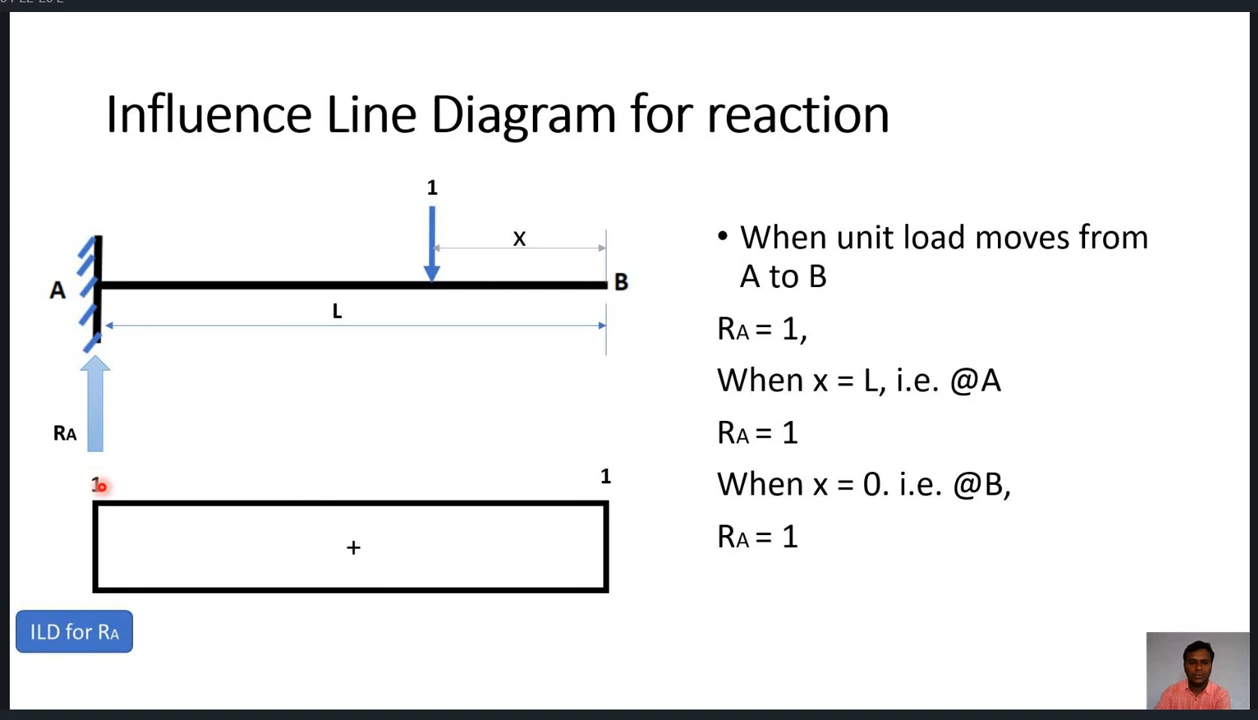 Influence Line Diagram for reaction
1
X
A
B
L
RA
1
1
+
ILD for RA
• When unit load moves from
A to B
RA = 1,
When x = L, i.e. @A
RA = 1
When x = 0. i.e. @B,
RA = 1